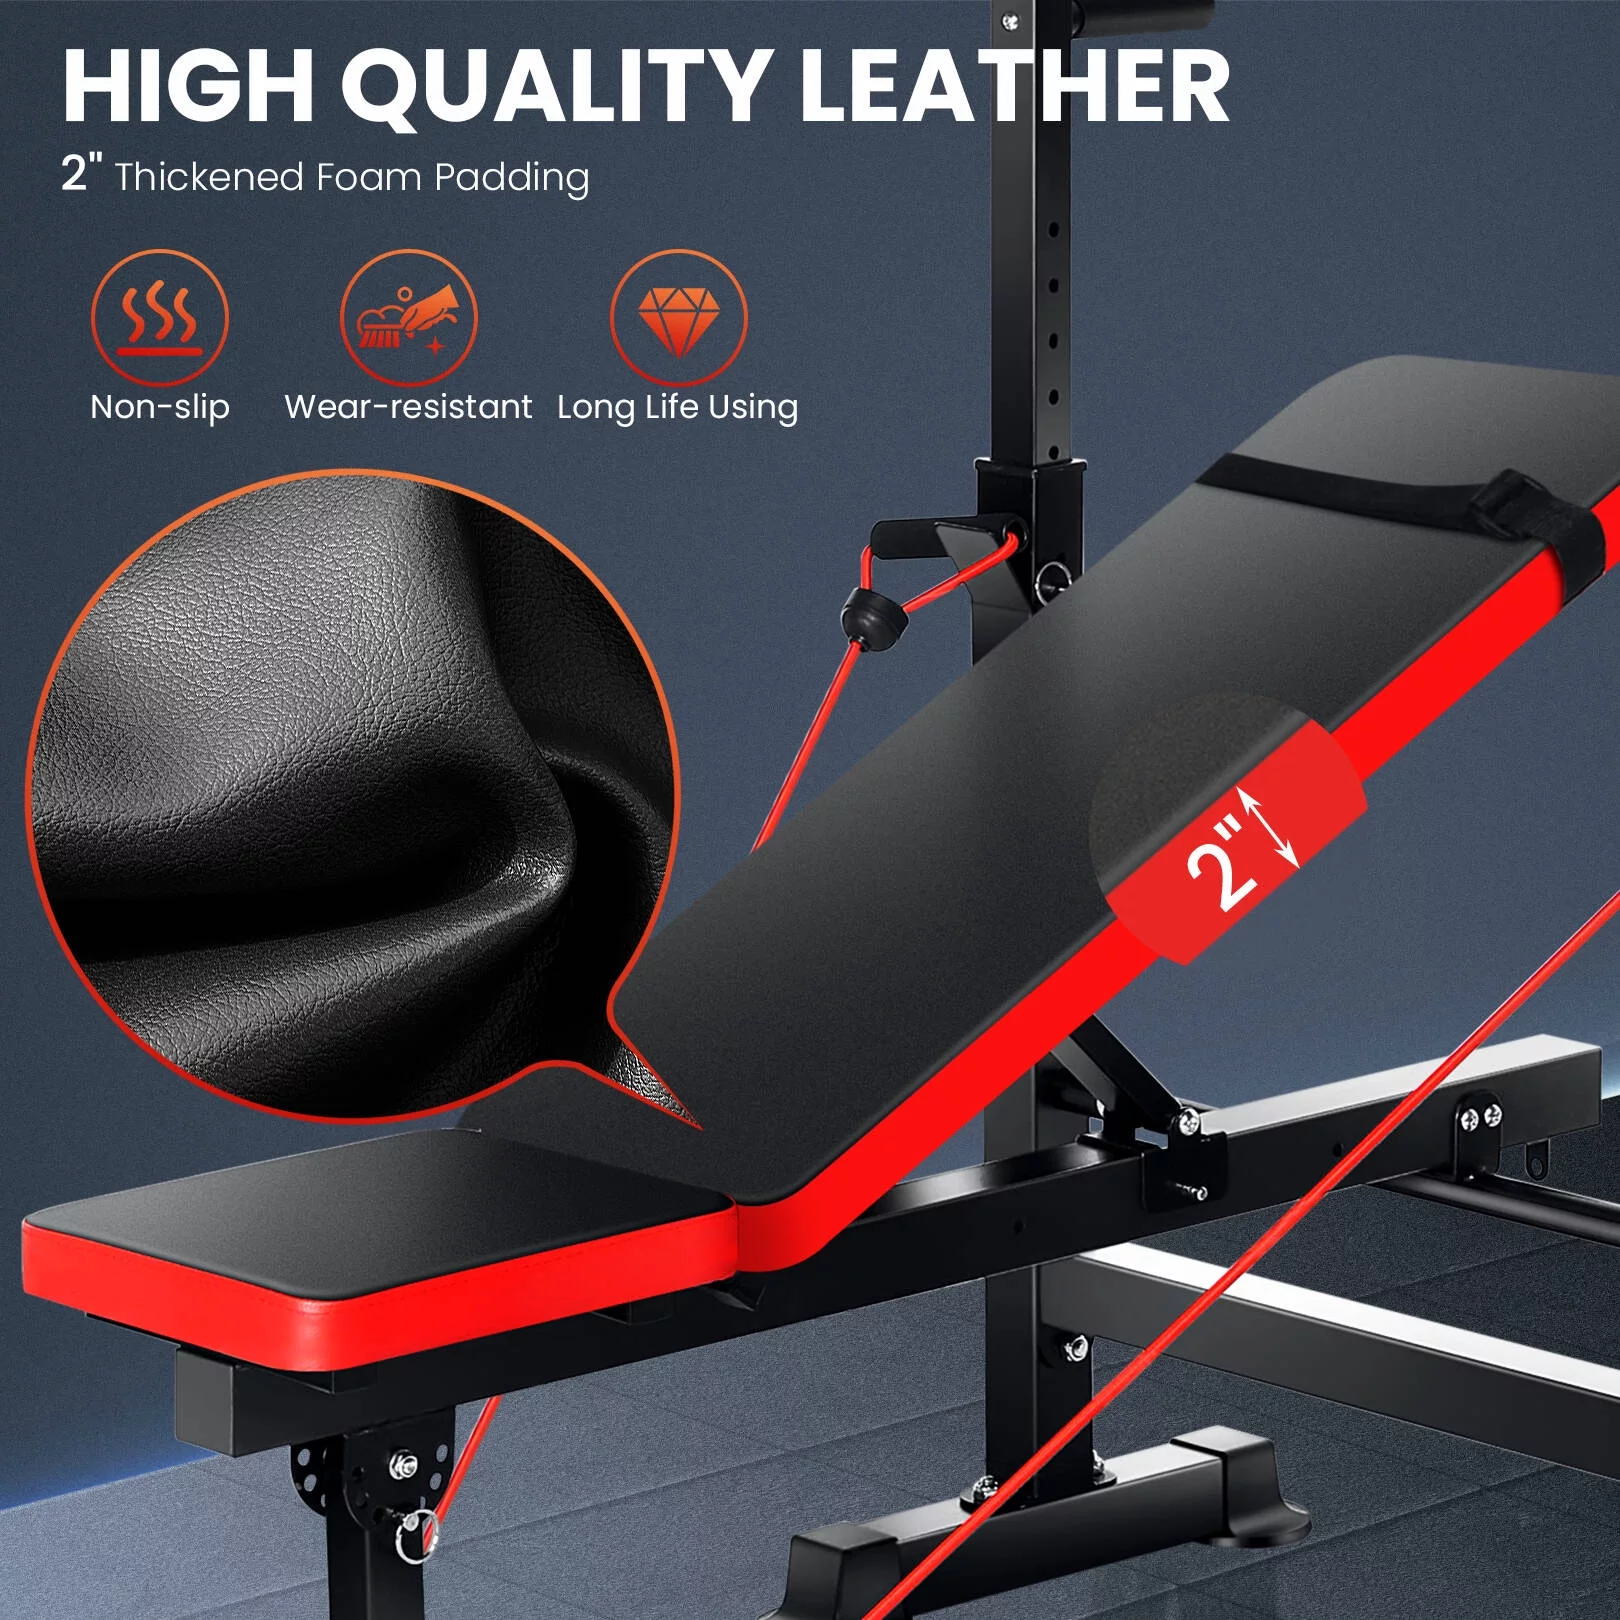 HIGH QUALITY LEATHER
2" Thickened Foam Padding
Non-slip Wear-resistant Long Life Using
2"